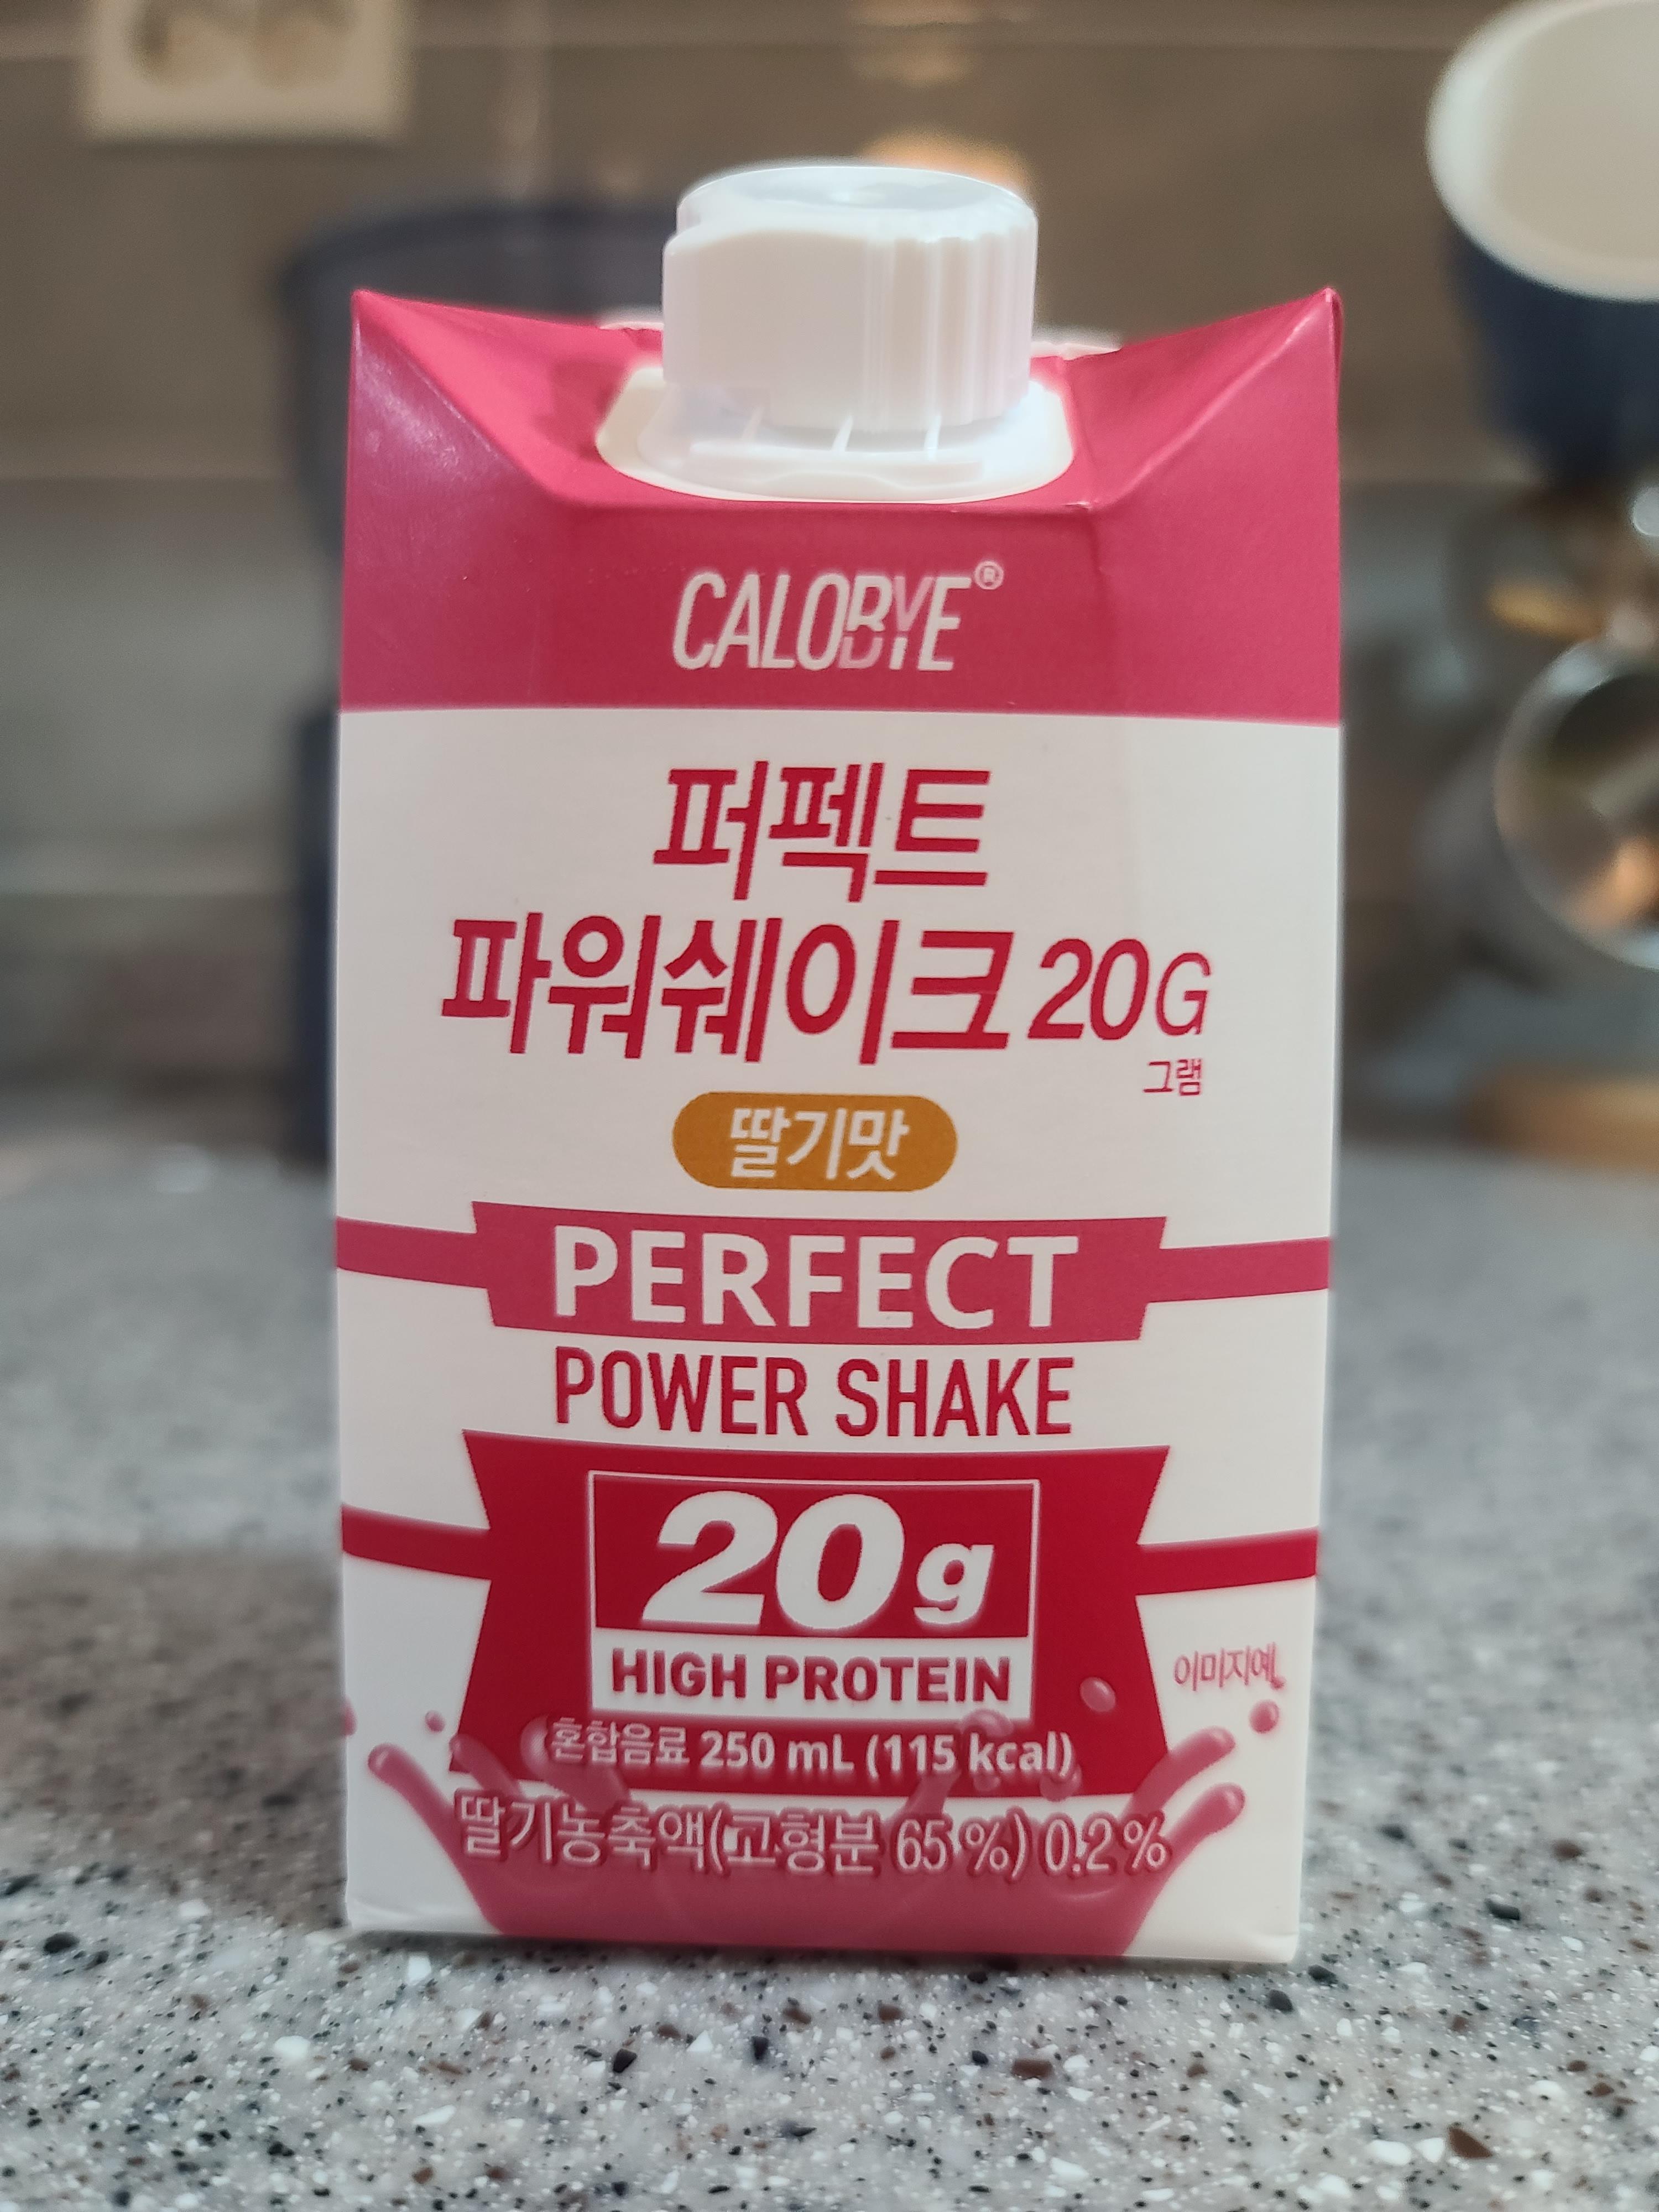 CALOBYE®
퍼펙트
파워쉐이크 20G
그램
딸기맛
PERFECT
POWER SHAKE
20g
HIGH PROTEIN
이미지예
혼합음료 250 mL (115 kcal)
딸기농축액(고형분 65 %) 0.2 %